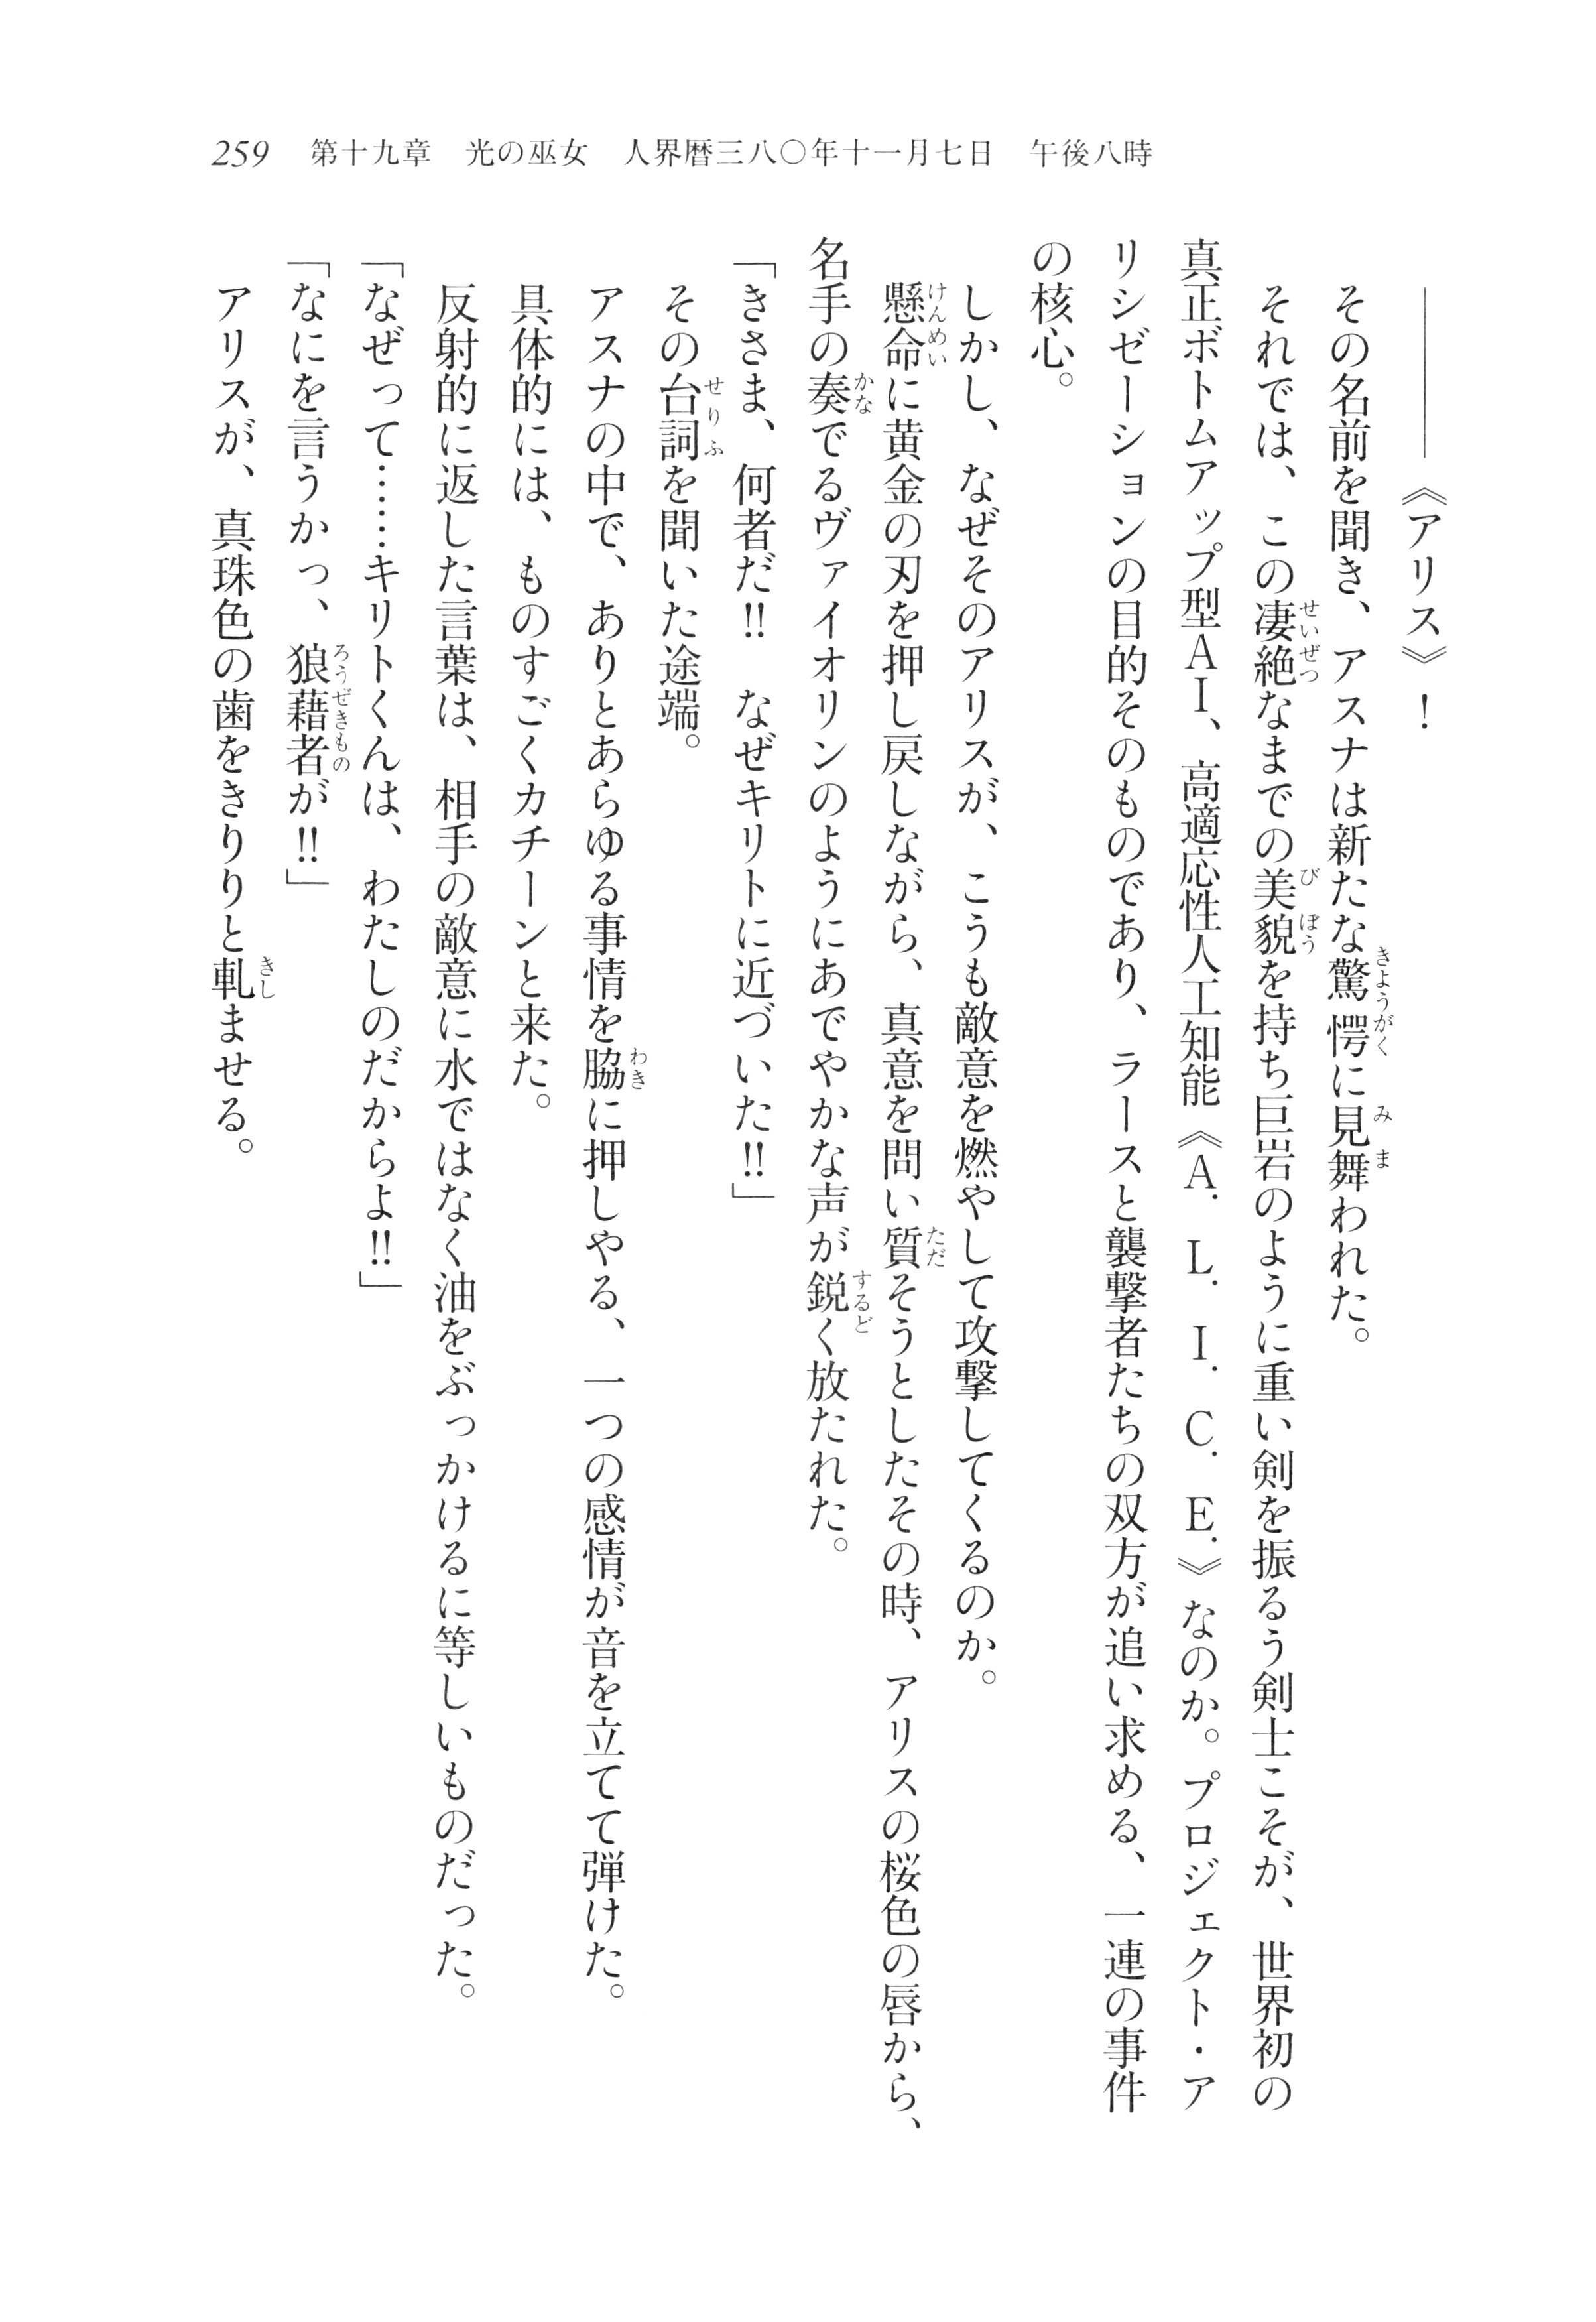 259　第十九章　光の巫女　人界暦三八〇年十一月七日　午後八時
――――《アリス》！
その名前を聞き、アスナは新たな驚愕に見舞われた。
それでは、この凄絶なまでの美貌を持ち巨岩のように重い剣を振るう剣士こそが、世界初の
真正ボトムアップ型ＡＩ、高適応性人工知能《Ａ．Ｌ．Ｉ．Ｃ．Ｅ．》なのか。プロジェクト・ア
リシゼーションの目的そのものであり、ラースと襲撃者たちの双方が追い求める、一連の事件
の核心。
しかし、なぜそのアリスが、こうも敵意を燃やして攻撃してくるのか。
懸命に黄金の刃を押し戻しながら、真意を問い質そうとしたその時、アリスの桜色の唇から、
名手の奏でるヴァイオリンのようにあでやかな声が鋭く放たれた。
「きさま、何者だ!!　なぜキリトに近づいた!!」
その台詞を聞いた途端。
アスナの中で、ありとあらゆる事情を脇に押しやる、一つの感情が音を立てて弾けた。
具体的には、ものすごくカチーンと来た。
反射的に返した言葉は、相手の敵意に水ではなく油をぶっかけるに等しいものだった。
「なぜって……キリトくんは、わたしのだからよ!!」
「なにを言うかっ、狼藉者が!!」
アリスが、真珠色の歯をきりりと軋ませる。